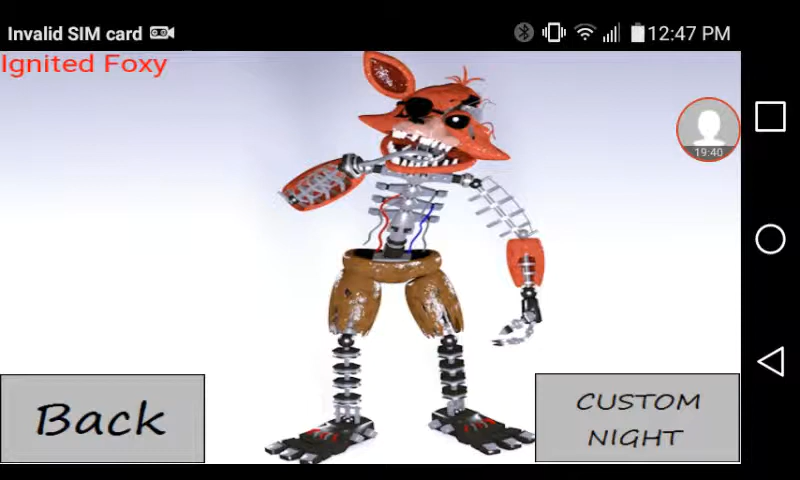 Invalid SIM card
12:47 PM
Ignited Foxy
19:40
Back
CUSTOM
NIGHT